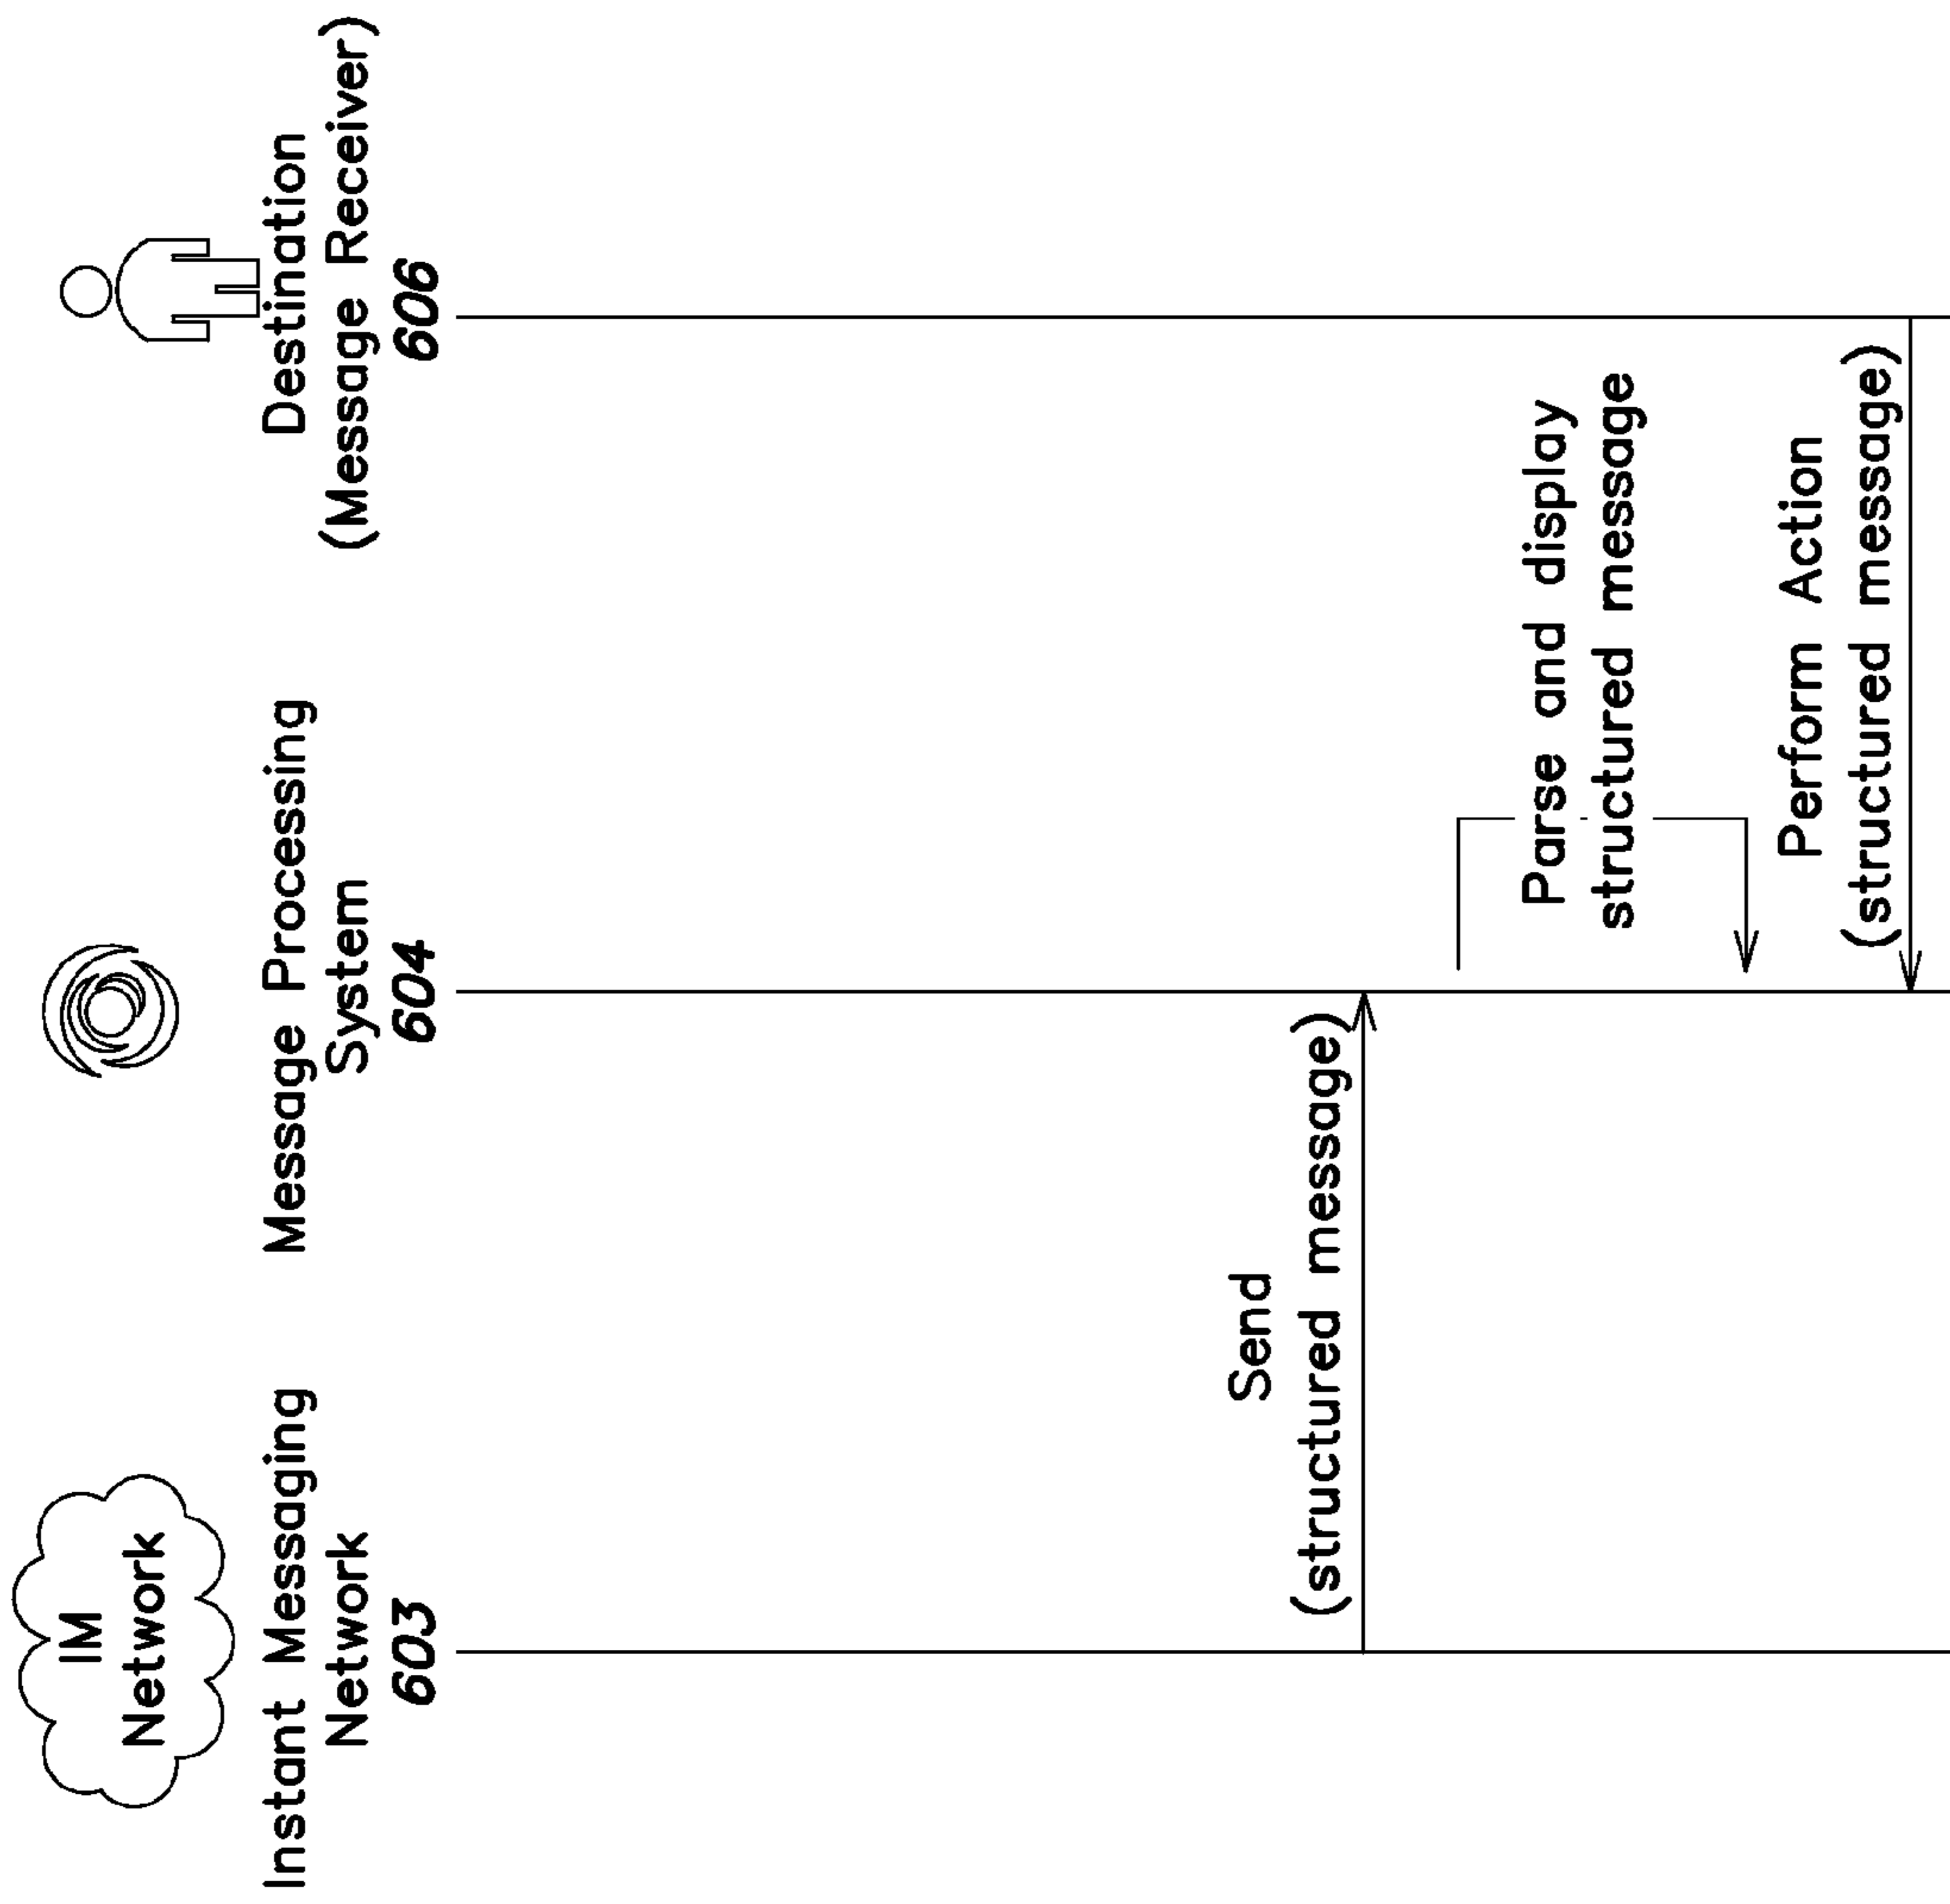 IM
Network
Instant Messaging
Network
603
Message Processing
System
604
Destination
(Message Receiver)
606
Send
(structured message)
Parse and display
structured message
Perform Action
(structured message)